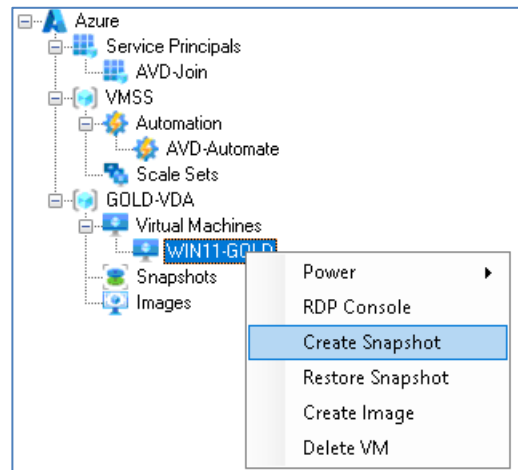 Azure
Service Principals
AVD-Join
VMSS
Automation
AVD-Automate
Scale Sets
GOLD-VDA
Virtual Machines
WIN11-GOLD
Snapshots
Images
Power
RDP Console
Create Snapshot
Restore Snapshot
Create Image
Delete VM